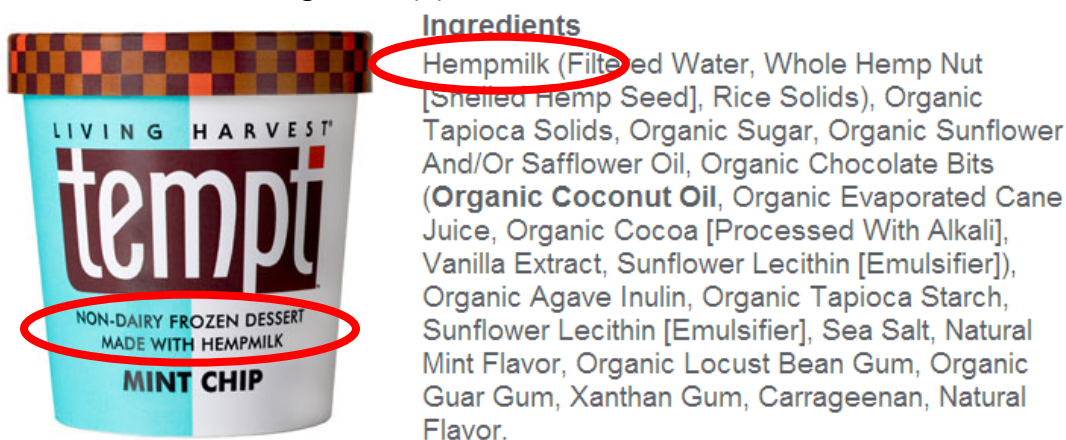 LIVING HARVEST
tempt
NON-DAIRY FROZEN DESSERT
MADE WITH HEMPMILK
MINT CHIP
Ingredients
Hempmilk (Filtered Water, Whole Hemp Nut
[Shelled Hemp Seed], Rice Solids), Organic
Tapioca Solids, Organic Sugar, Organic Sunflower
And/Or Safflower Oil, Organic Chocolate Bits
(Organic Coconut Oil, Organic Evaporated Cane
Juice, Organic Cocoa [Processed With Alkali],
Vanilla Extract, Sunflower Lecithin [Emulsifier]),
Organic Agave Inulin, Organic Tapioca Starch,
Sunflower Lecithin [Emulsifier], Sea Salt, Natural
Mint Flavor, Organic Locust Bean Gum, Organic
Guar Gum, Xanthan Gum, Carrageenan, Natural
Flavor.